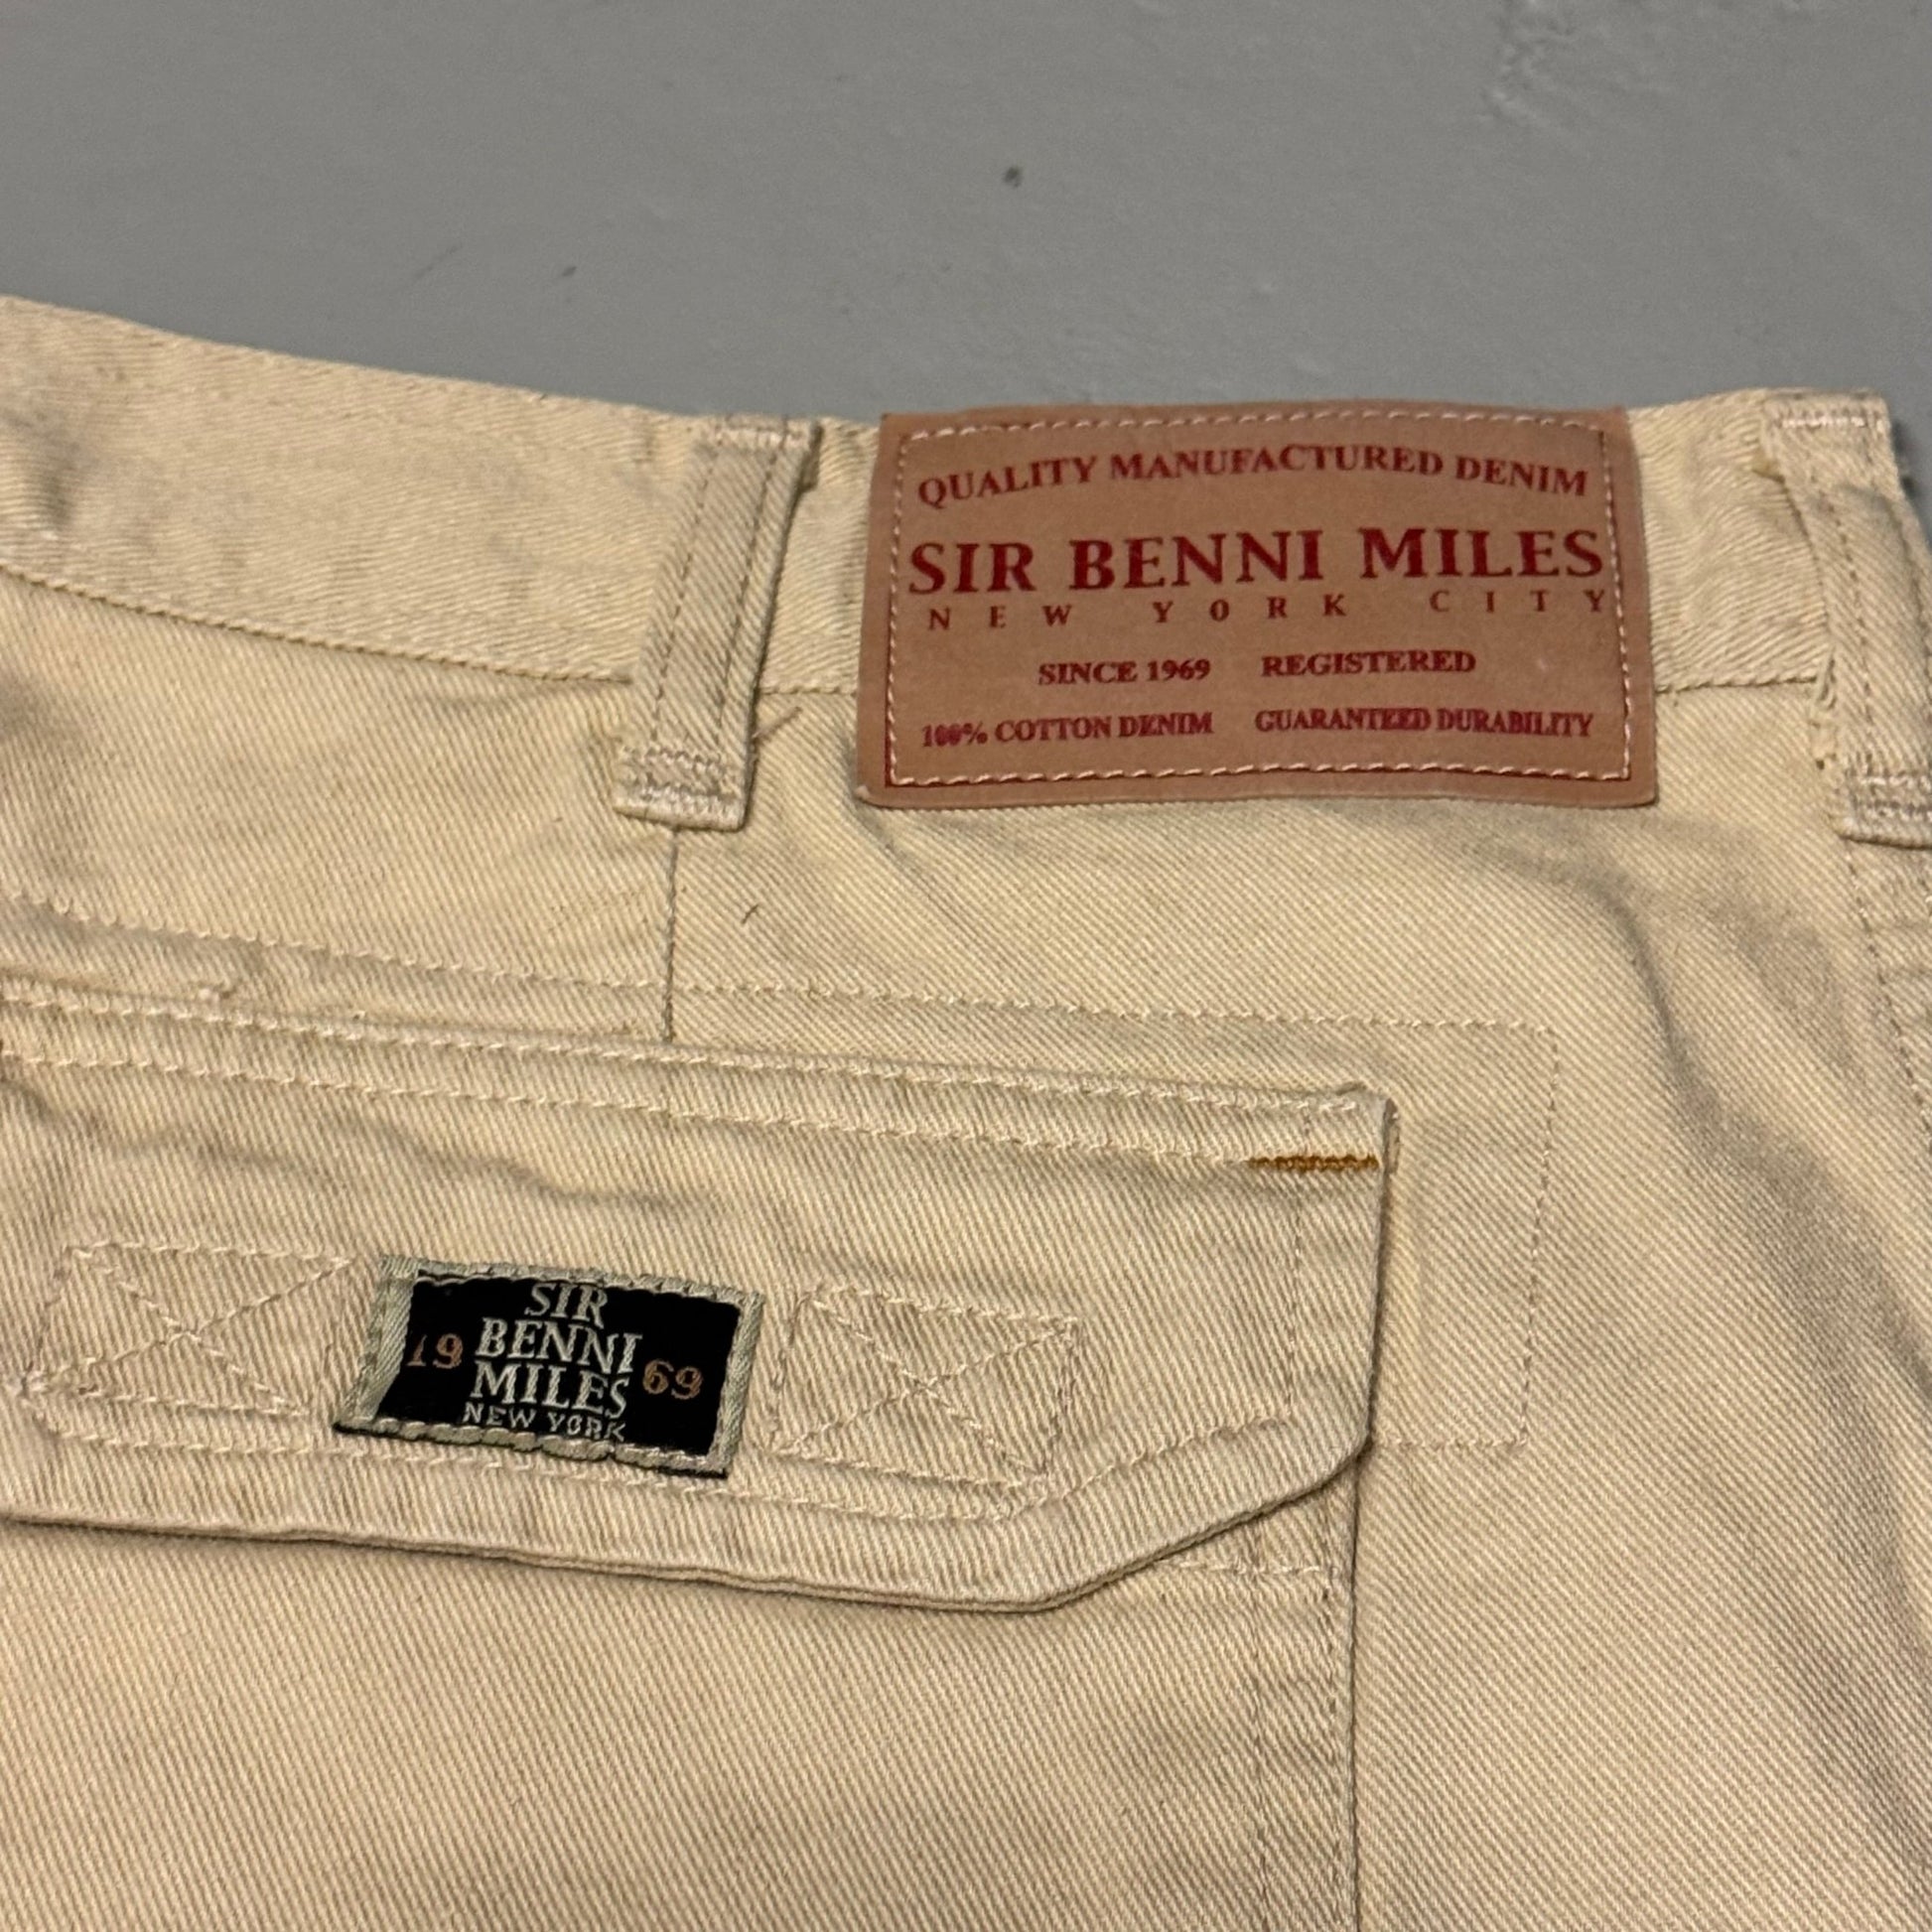 QUALITY MANUFACTURED DENIM
SIR BENNI MILES
NEW YORK CITY
SINCE 1969 REGISTERED
100% COTTON DENIM GUARANTEED DURABILITY
SIR
19 BENNI 69
MILES
NEW YORK